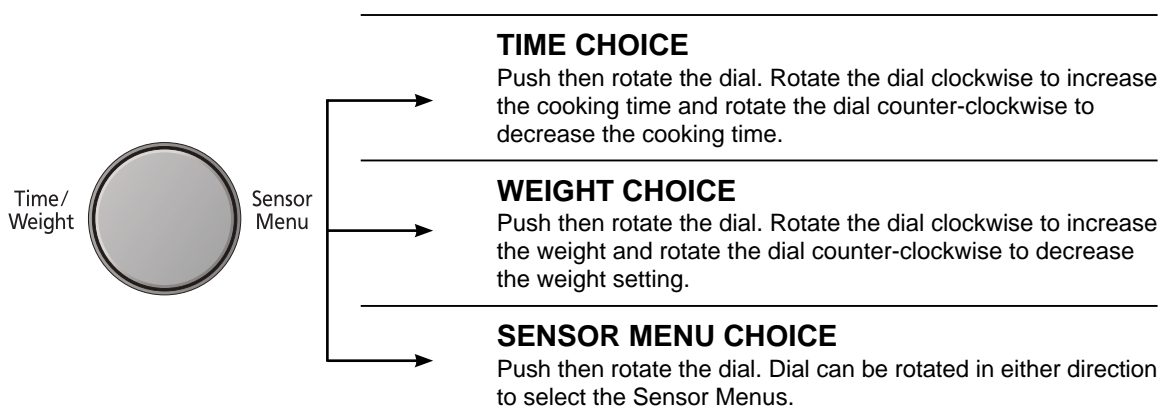 TIME CHOICE
Push then rotate the dial. Rotate the dial clockwise to increase
the cooking time and rotate the dial counter-clockwise to
decrease the cooking time.
Time/
Weight
Sensor
Menu
WEIGHT CHOICE
Push then rotate the dial. Rotate the dial clockwise to increase
the weight and rotate the dial counter-clockwise to decrease
the weight setting.
SENSOR MENU CHOICE
Push then rotate the dial. Dial can be rotated in either direction
to select the Sensor Menus.